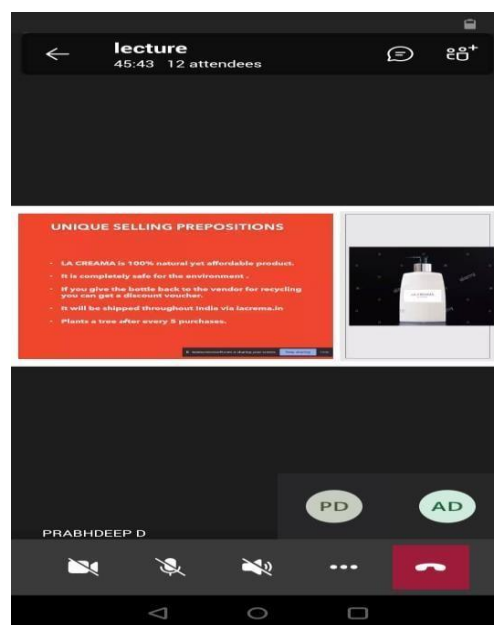 lecture
45:43 12 attendees
UNIQUE SELLING PREPOSITIONS
• LA CREAMA is 100% natural yet affordable product.
• It is completely safe for the environment .
• If you give the bottle back to the vendor for recycling
you can get a discount voucher.
• It will be shipped throughout India via lacrema.in
• Plants a tree after every 5 purchases.
PD
AD
PRABHDEEP D